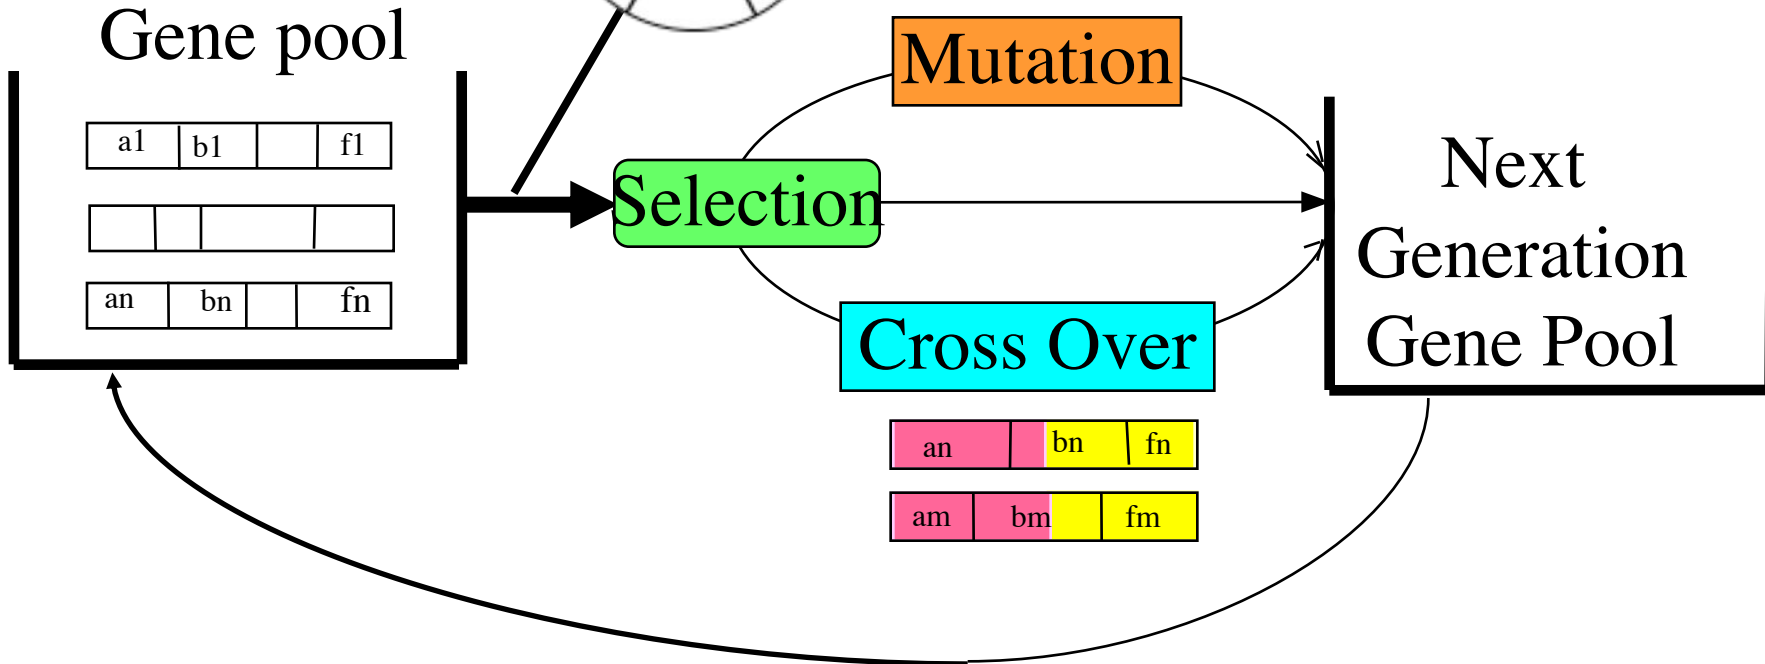 Gene pool
a1 b1 f1
an bn fn
Selection
Mutation
Cross Over
an bn fn
am bm fm
Next
Generation
Gene Pool